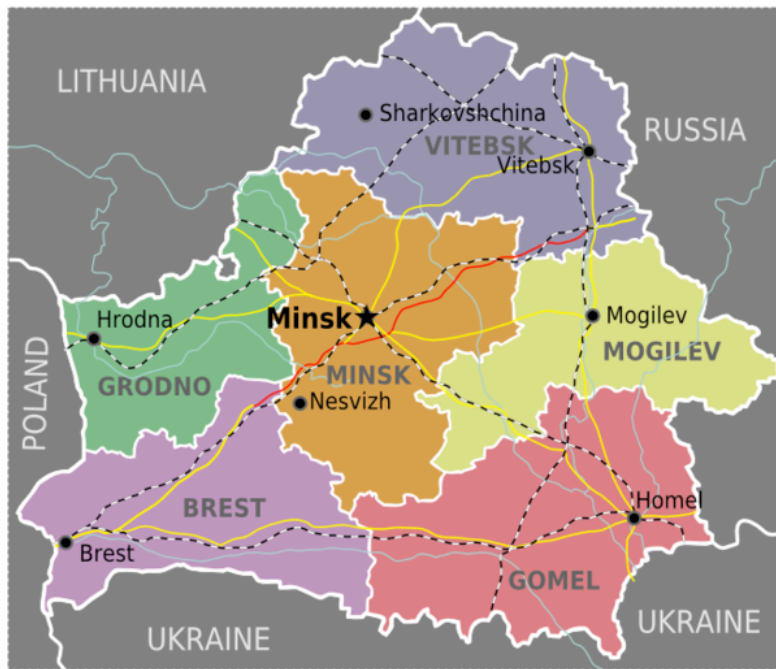 LITHUANIA
Sharkovshchina
RUSSIA
VITEBSK
Vitebsk
Hrodna
Minsk
Mogilev
MOGILEV
POLAND
GRODNO
MINSK
Nesvizh
BREST
Homel
Brest
GOMEL
UKRAINE
UKRAINE